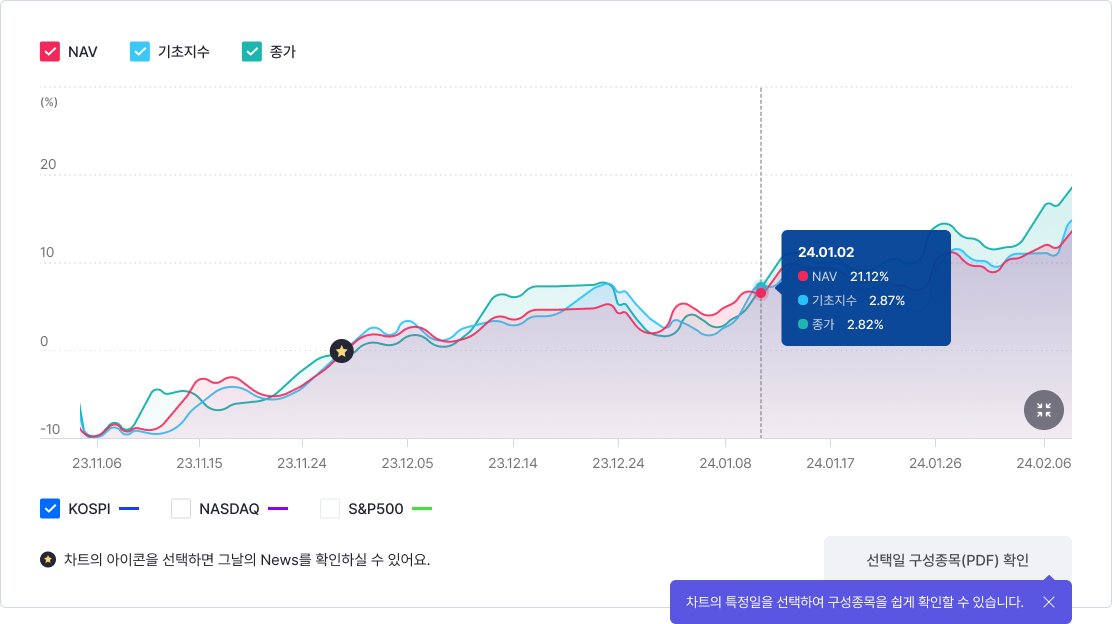 NAV 기초지수 종가
(%)
20
10
0
-10
24.01.02
NAV 21.12%
기초지수 2.87%
종가 2.82%
23.11.06 23.11.15 23.11.24 23.12.05 23.12.14 23.12.24 24.01.08 24.01.17 24.01.26 24.02.06
KOSPI NASDAQ S&P500
차트의 아이콘을 선택하면 그날의 News를 확인하실 수 있어요.
선택일 구성종목(PDF) 확인
차트의 특정일을 선택하여 구성종목을 쉽게 확인할 수 있습니다.